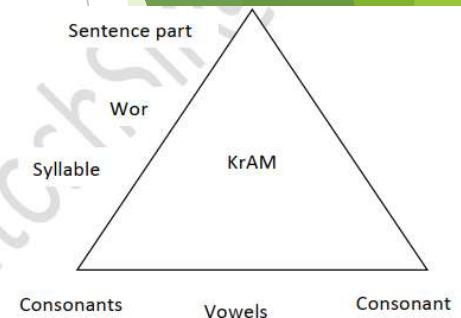 Sentence part
Wor
Syllable
KrAM
Consonants Vowels Consonant